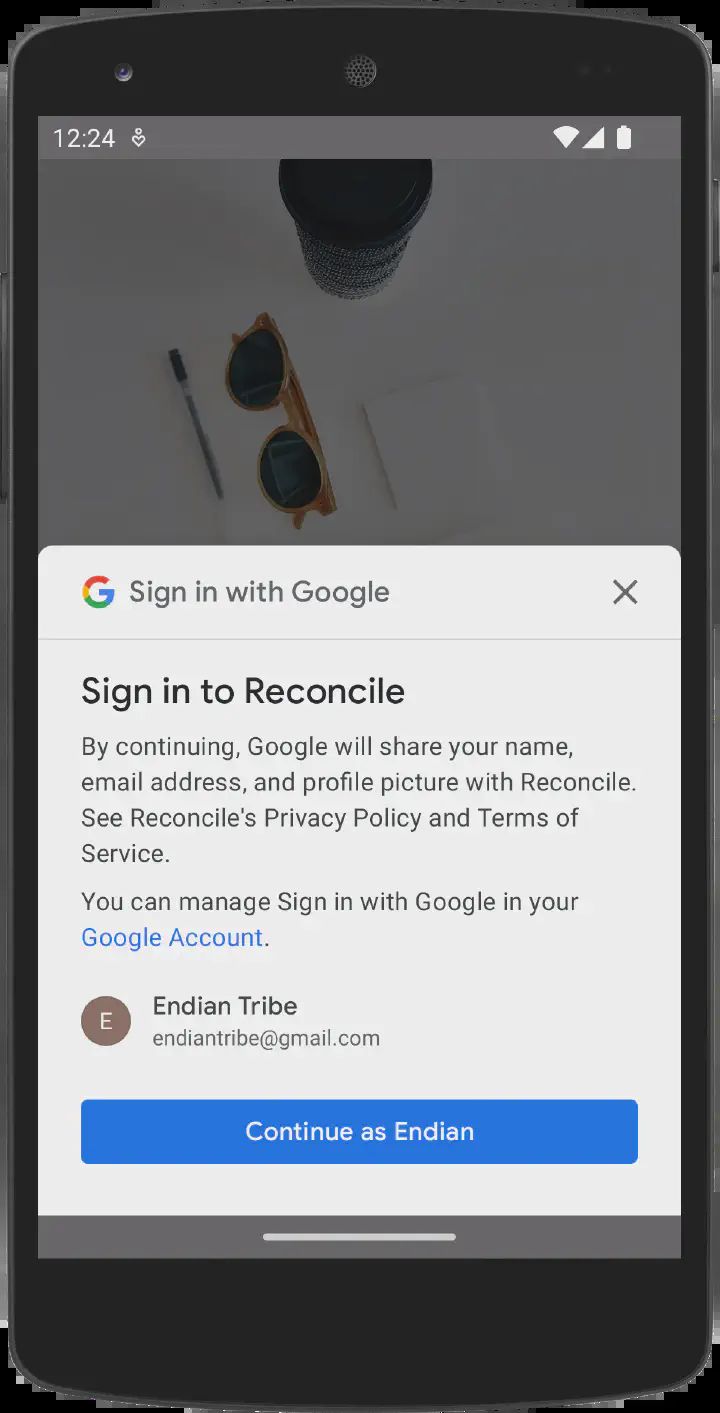 12:24
Sign in with Google
Sign in to Reconcile
By continuing, Google will share your name,
email address, and profile picture with Reconcile.
See Reconcile's Privacy Policy and Terms of
Service.
You can manage Sign in with Google in your
Google Account.
E
Endian Tribe
endiantribe@gmail.com
Continue as Endian